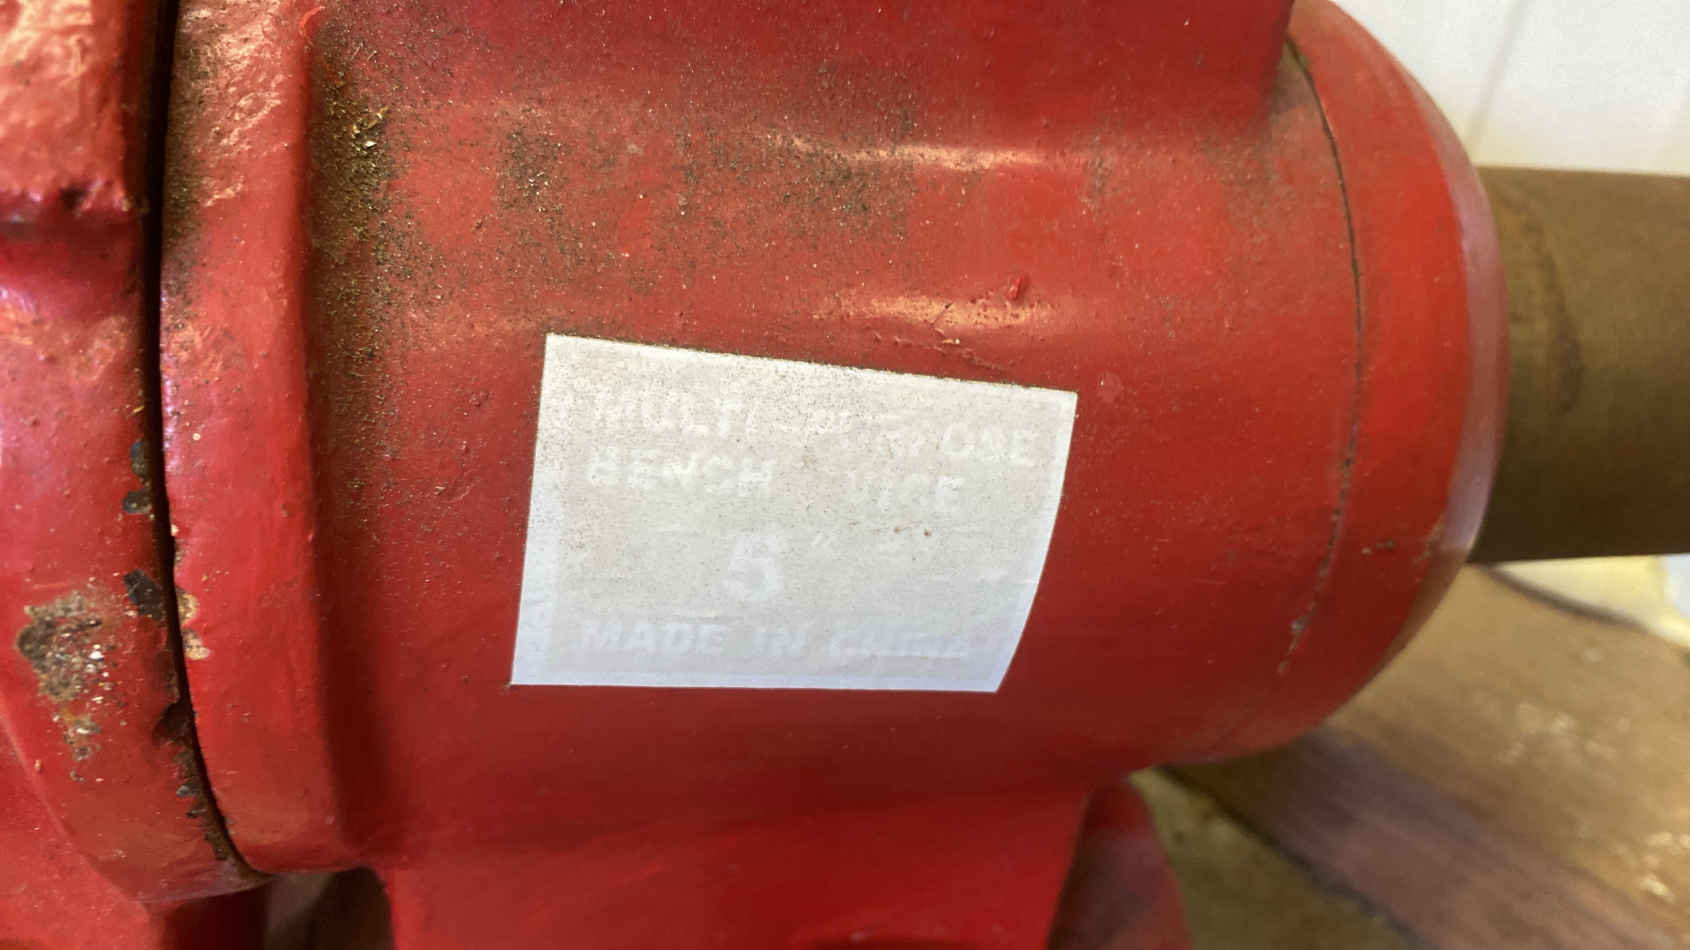 MULTI-PURPOSE
BENCH VICE
5"
MADE IN CHINA